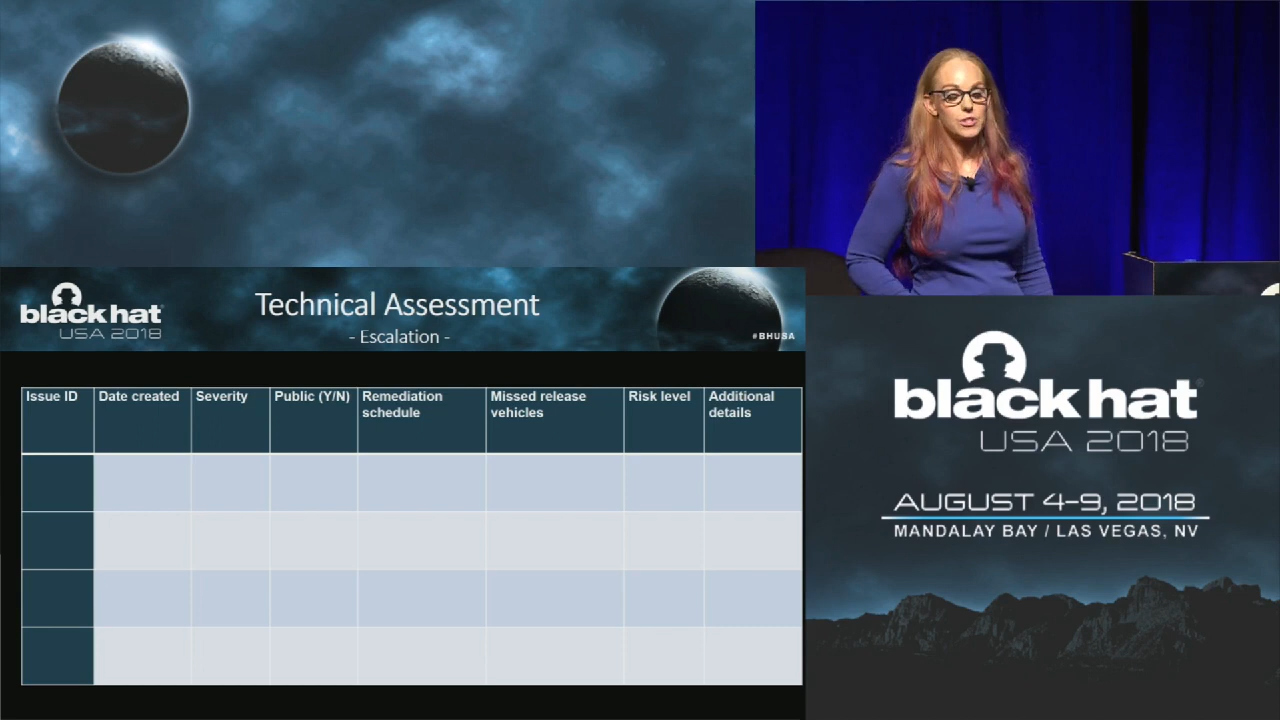 black hat
USA 2018
Technical Assessment
- Escalation -
#BHUSA
Issue ID
Date created
Severity
Public (Y/N)
Remediation
schedule
Missed release
vehicles
Risk level
Additional
details
black hat
USA 2018
AUGUST 4-9, 2018
MANDALAY BAY / LAS VEGAS, NV